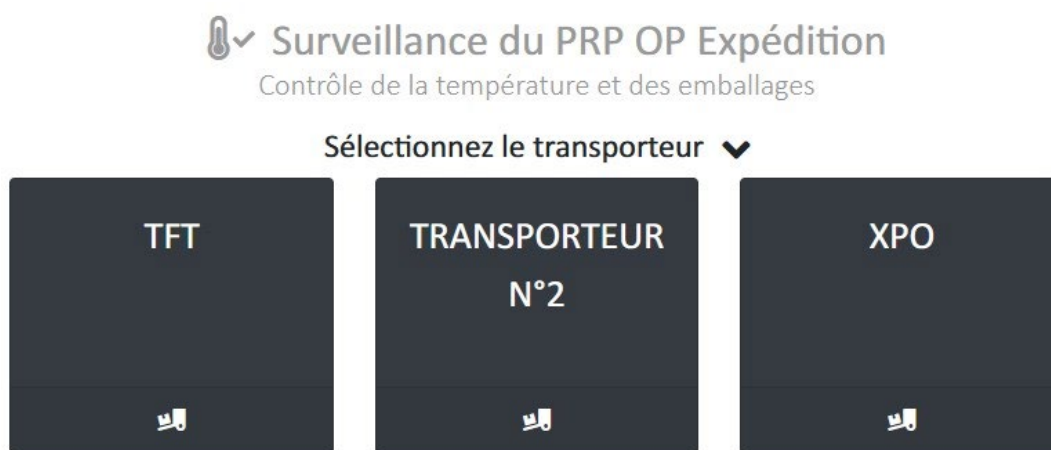 Surveillance du PRP OP Expédition
Contrôle de la température et des emballages
Sélectionnez le transporteur
TFT
TRANSPORTEUR
N°2
XPO